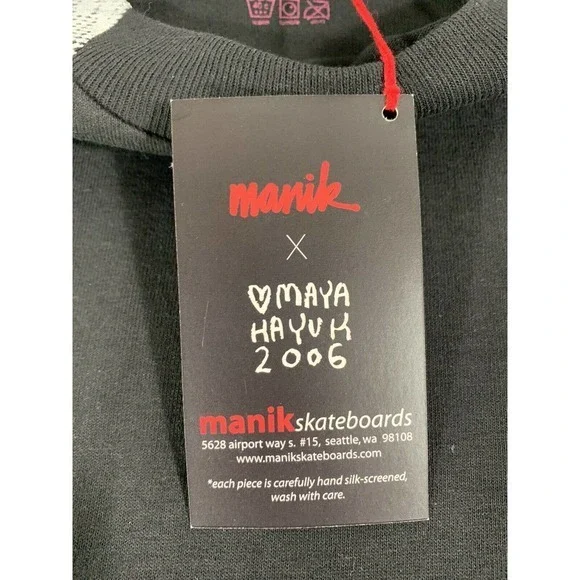 manik
X
♡MAYA
HAYUK
2006
manikskateboards
5628 airport way s. #15, seattle, wa 98108
www.manikskateboards.com
*each piece is carefully hand silk-screened,
wash with care.